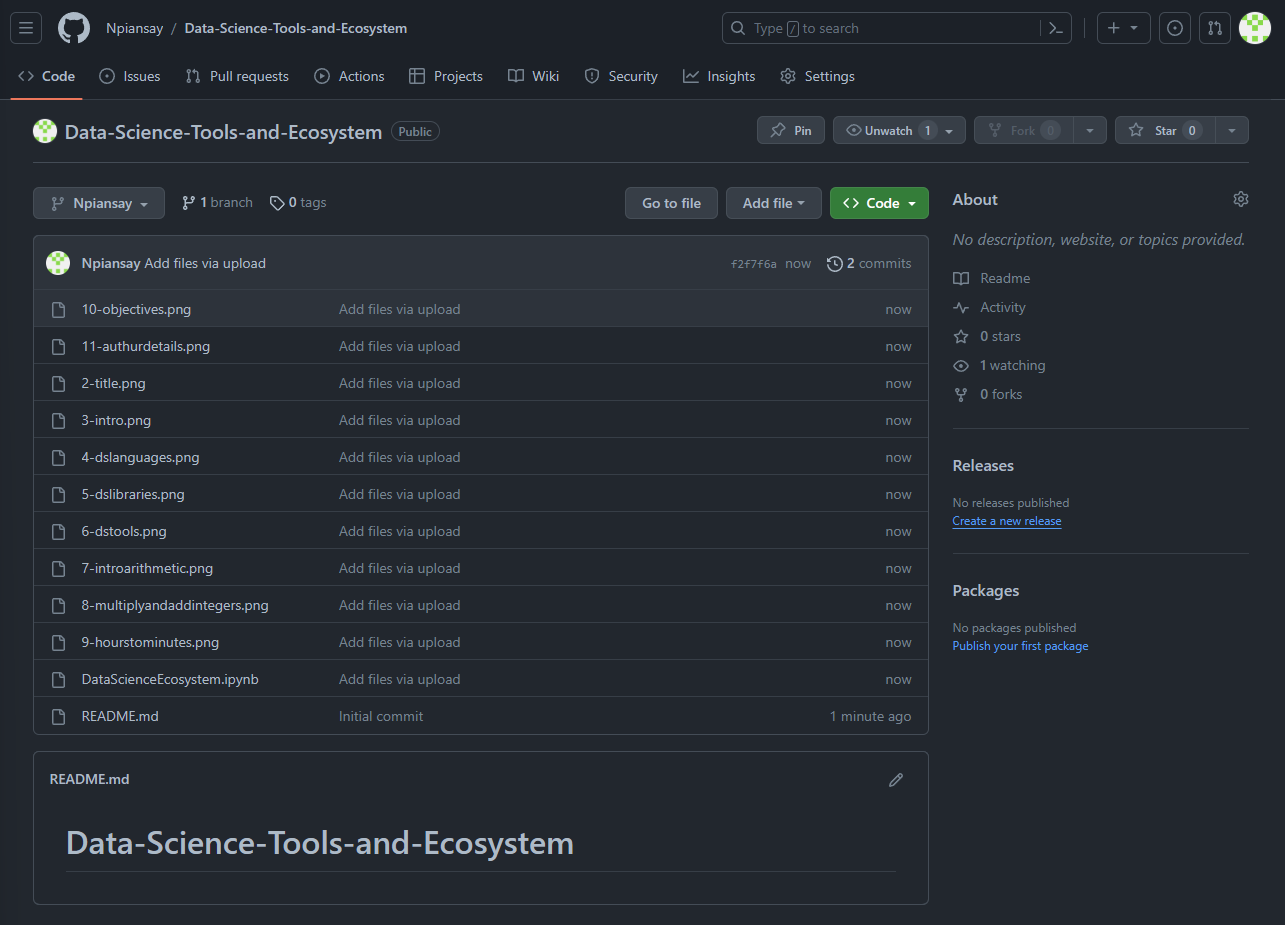 Npiansay / Data-Science-Tools-and-Ecosystem
Type / to search
Code Issues Pull requests Actions Projects Wiki Security Insights Settings
Data-Science-Tools-and-Ecosystem Public
Pin Unwatch 1 Fork 0 Star 0
Npiansay 1 branch 0 tags Go to file Add file <> Code
Npiansay Add files via upload f2f7f6a now 2 commits
10-objectives.png Add files via upload now
11-authurdetails.png Add files via upload now
2-title.png Add files via upload now
3-intro.png Add files via upload now
4-dslanguages.png Add files via upload now
5-dslibraries.png Add files via upload now
6-dstools.png Add files via upload now
7-introarithmetic.png Add files via upload now
8-multiplyandaddintegers.png Add files via upload now
9-hourstominutes.png Add files via upload now
DataScienceEcosystem.ipynb Add files via upload now
README.md Initial commit 1 minute ago
README.md
Data-Science-Tools-and-Ecosystem
About
No description, website, or topics provided.
Readme
Activity
0 stars
1 watching
0 forks
Releases
No releases published
Create a new release
Packages
No packages published
Publish your first package